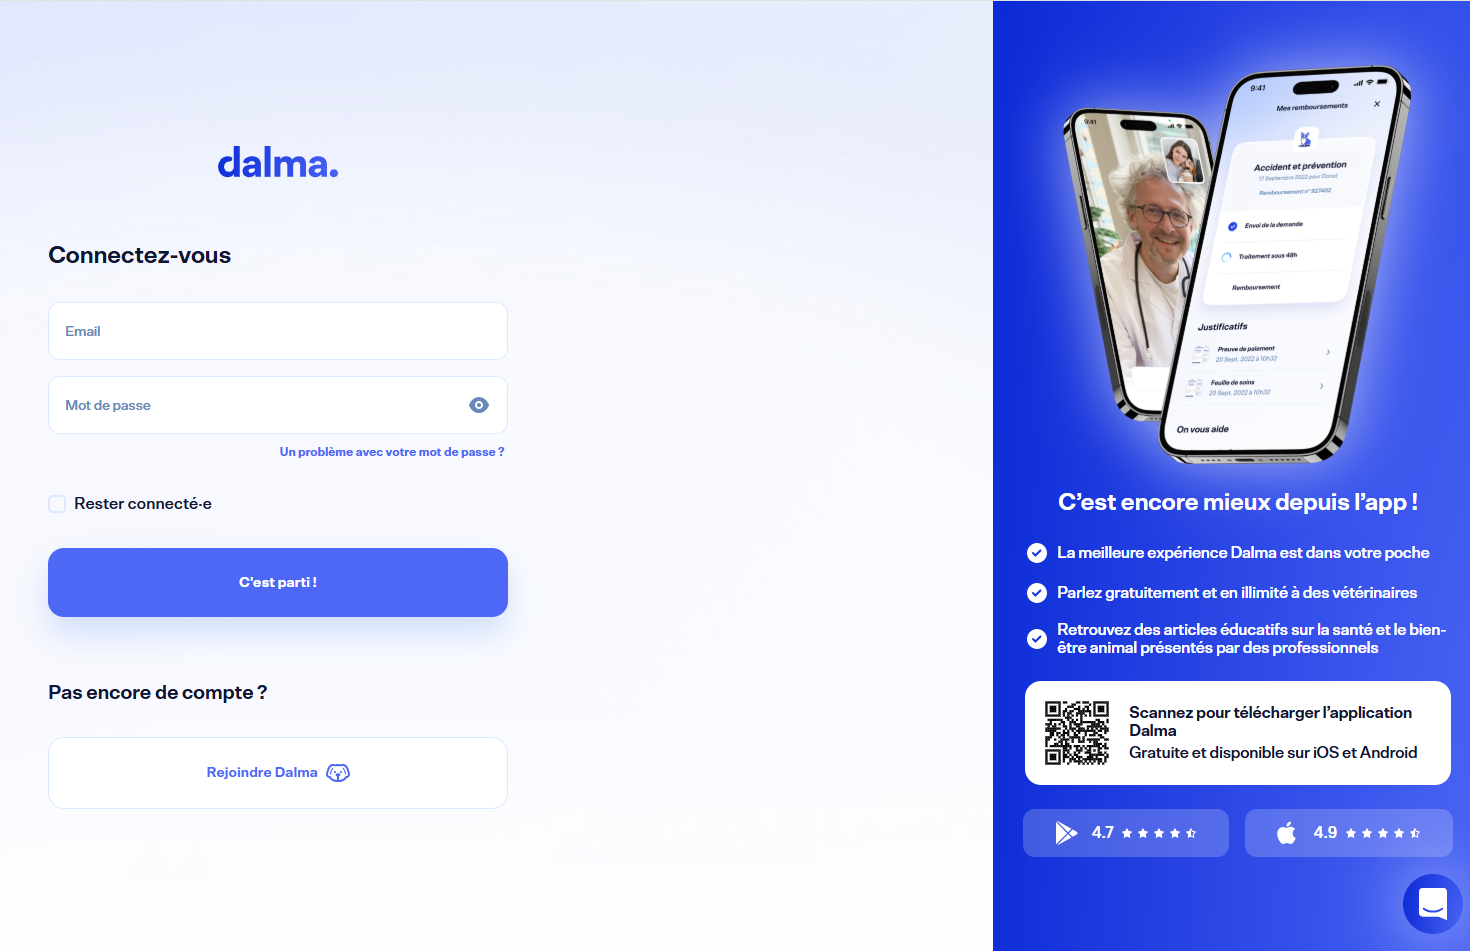 dalma.
Connectez-vous
Email
Mot de passe
Un problème avec votre mot de passe ?
Rester connecté·e
C'est parti !
Pas encore de compte ?
Rejoindre Dalma
9:41
9:41
Mes remboursements
Accident et prévention
17 Septembre 2022 pour Donut
Remboursement n° 927402
Envoi de la demande
Traitement sous 48h
Remboursement
Justificatifs
Preuve de paiement
20 Sept. 2022 à 10h32
Feuille de soins
20 Sept. 2022 à 10h32
On vous aide
C’est encore mieux depuis l’app !
La meilleure expérience Dalma est dans votre poche
Parlez gratuitement et en illimité à des vétérinaires
Retrouvez des articles éducatifs sur la santé et le bien-
être animal présentés par des professionnels
Scannez pour télécharger l’application
Dalma
Gratuite et disponible sur iOS et Android
4.7
4.9